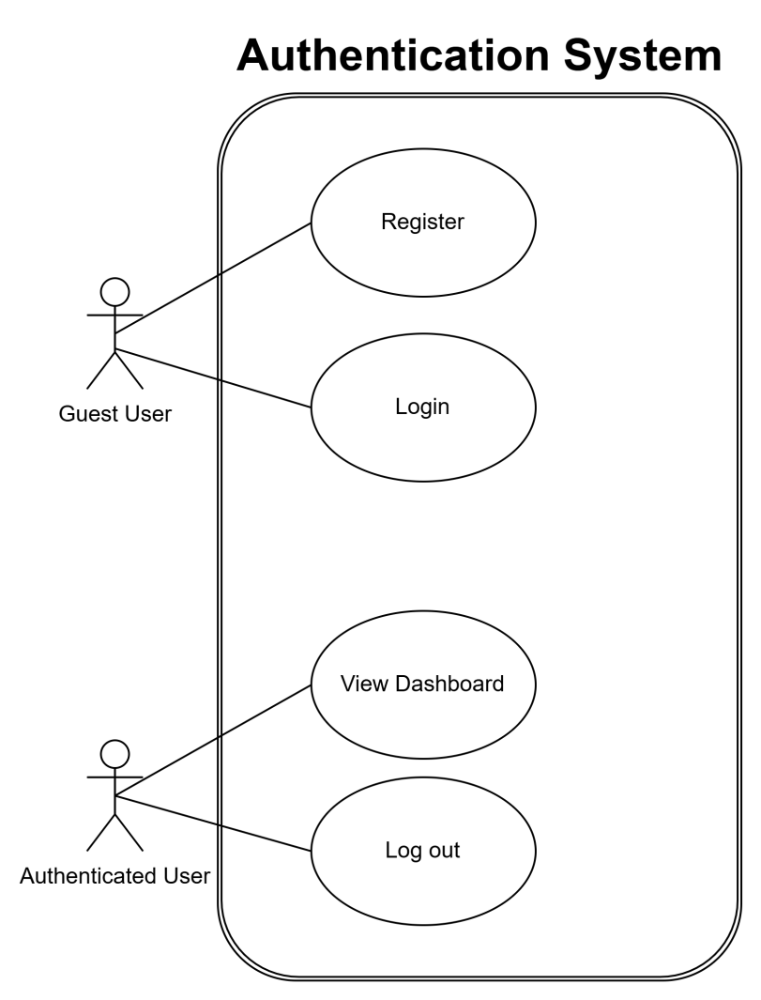 Authentication System
Register
Login
Guest User
View Dashboard
Log out
Authenticated User